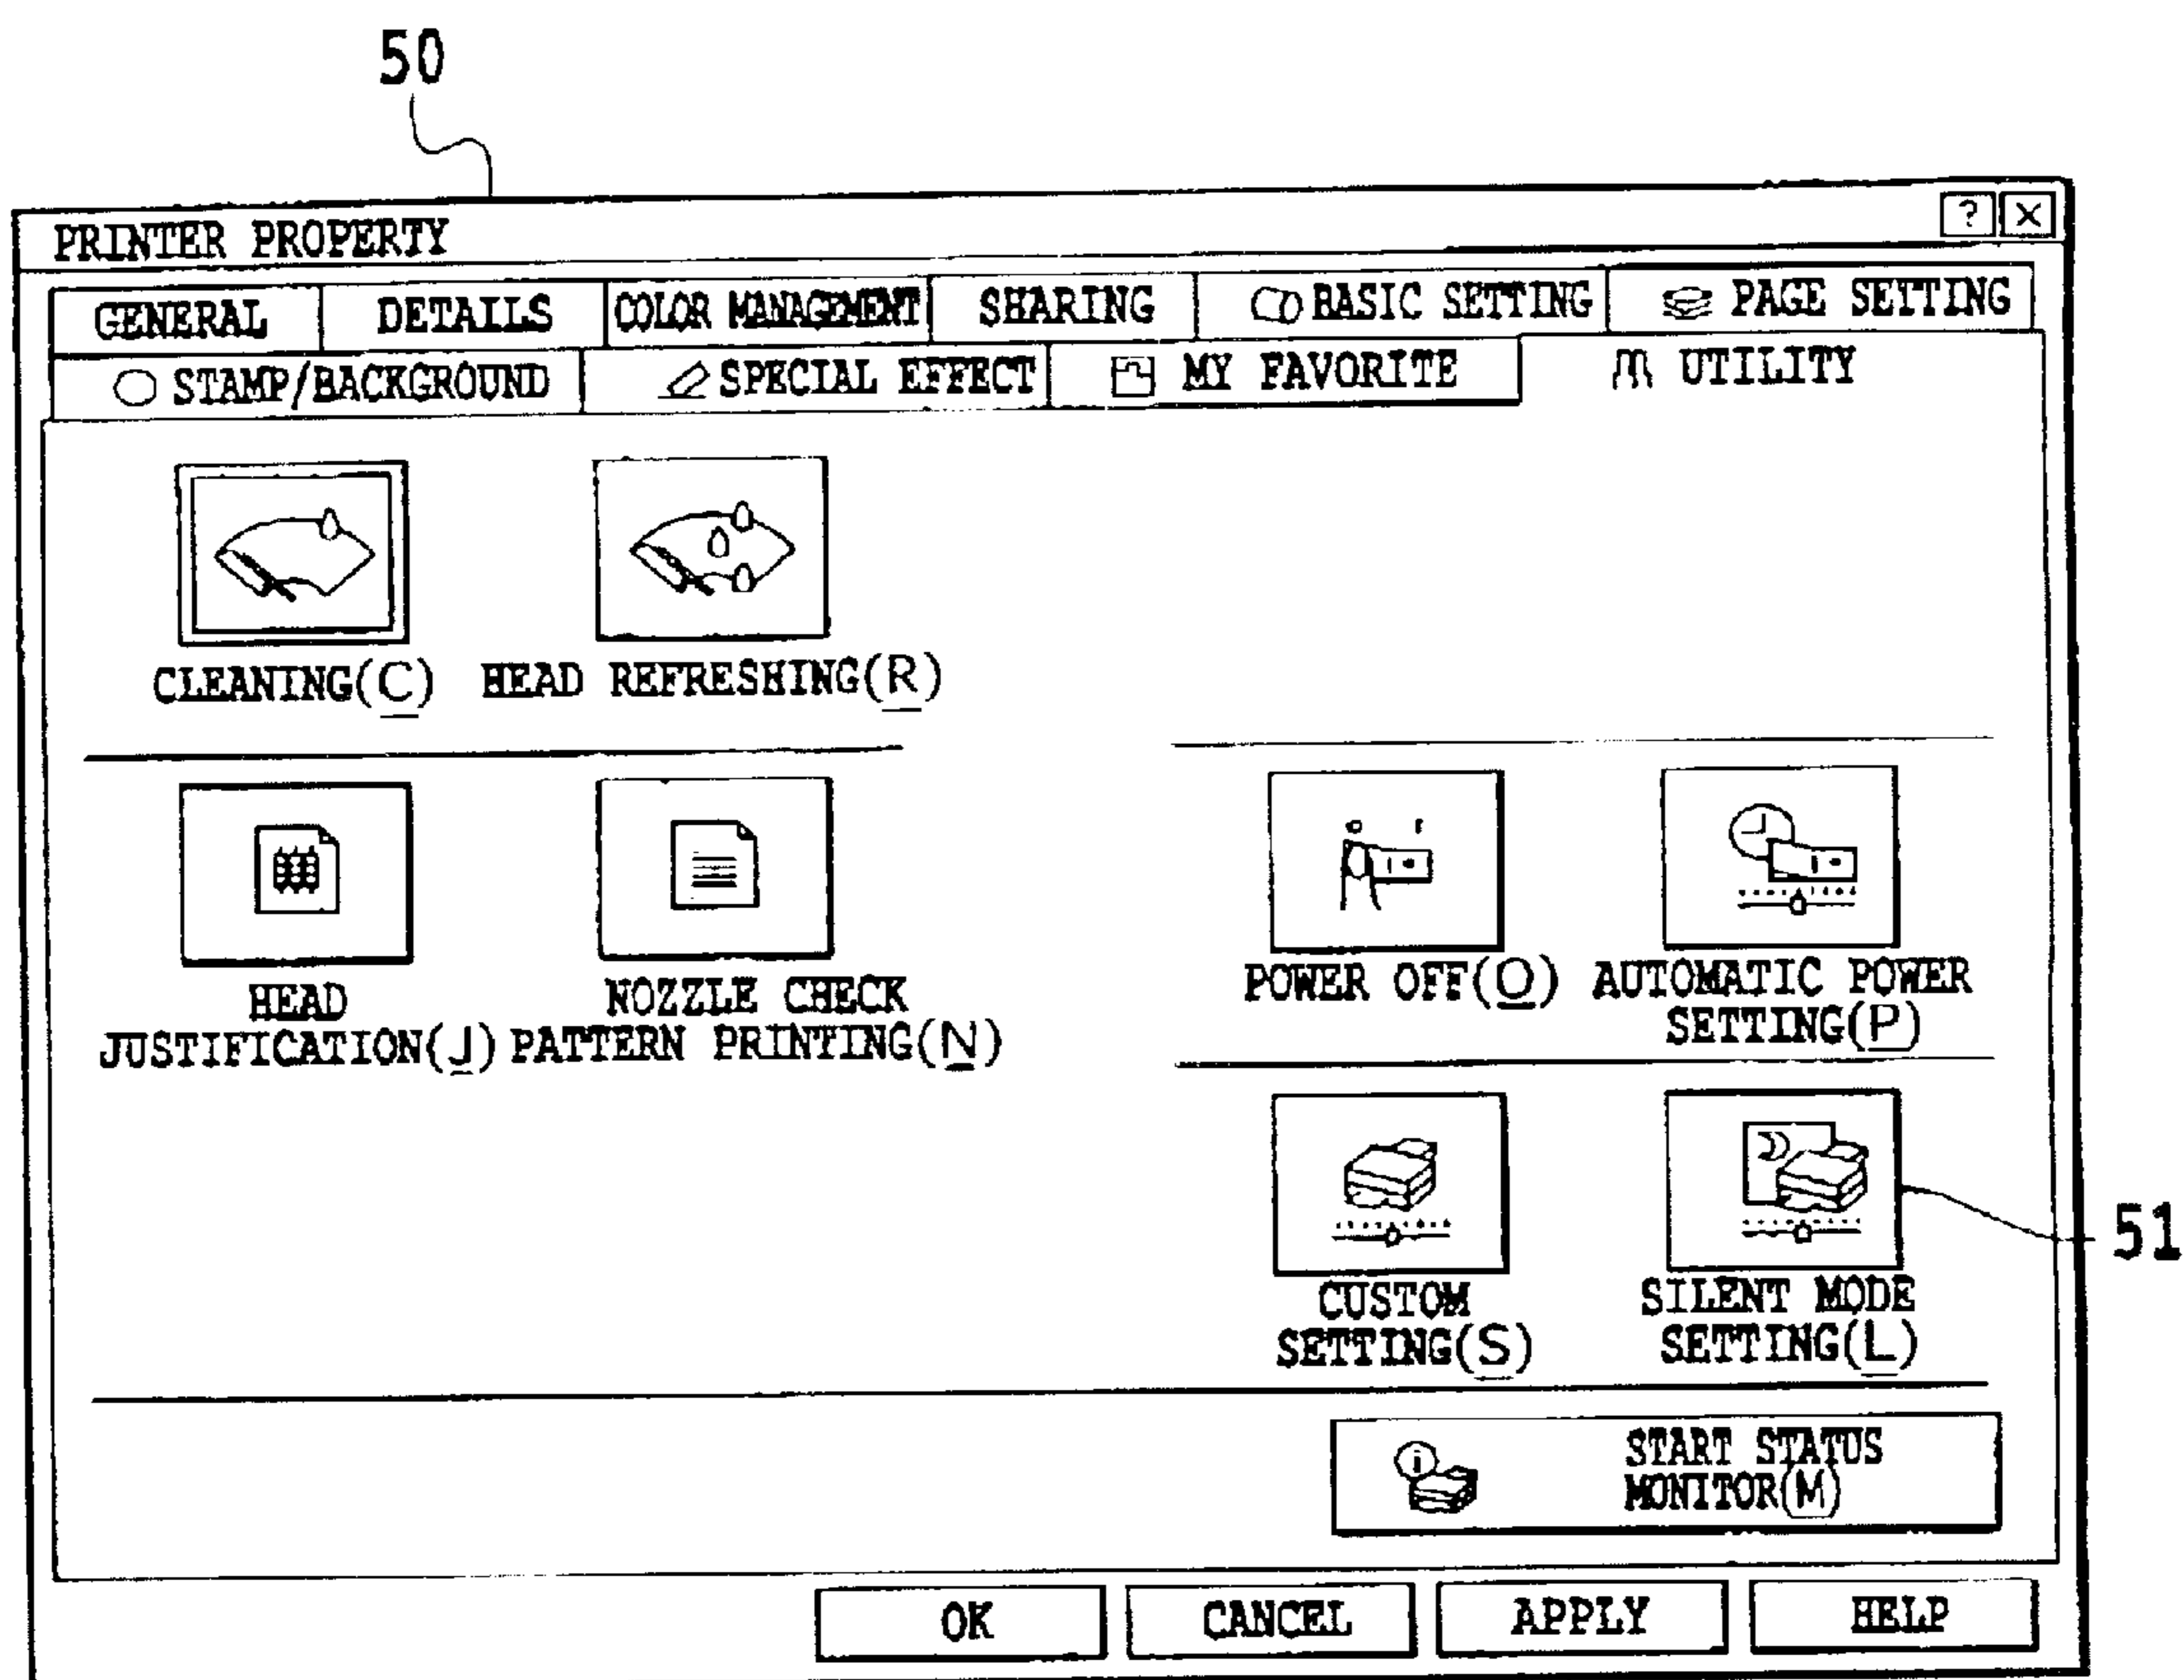 50
PRINTER PROPERTY
? X
GENERAL DETAILS COLOR MANAGEMENT SHARING BASIC SETTING PAGE SETTING
STAMP/BACKGROUND SPECIAL EFFECT MY FAVORITE UTILITY
CLEANING(C) HEAD REFRESHING(R)
HEAD
JUSTIFICATION(J)
NOZZLE CHECK
PATTERN PRINTING(N)
POWER OFF(O)
AUTOMATIC POWER
SETTING(P)
CUSTOM
SETTING(S)
SILENT MODE
SETTING(L)
51
START STATUS
MONITOR(M)
OK CANCEL APPLY HELP